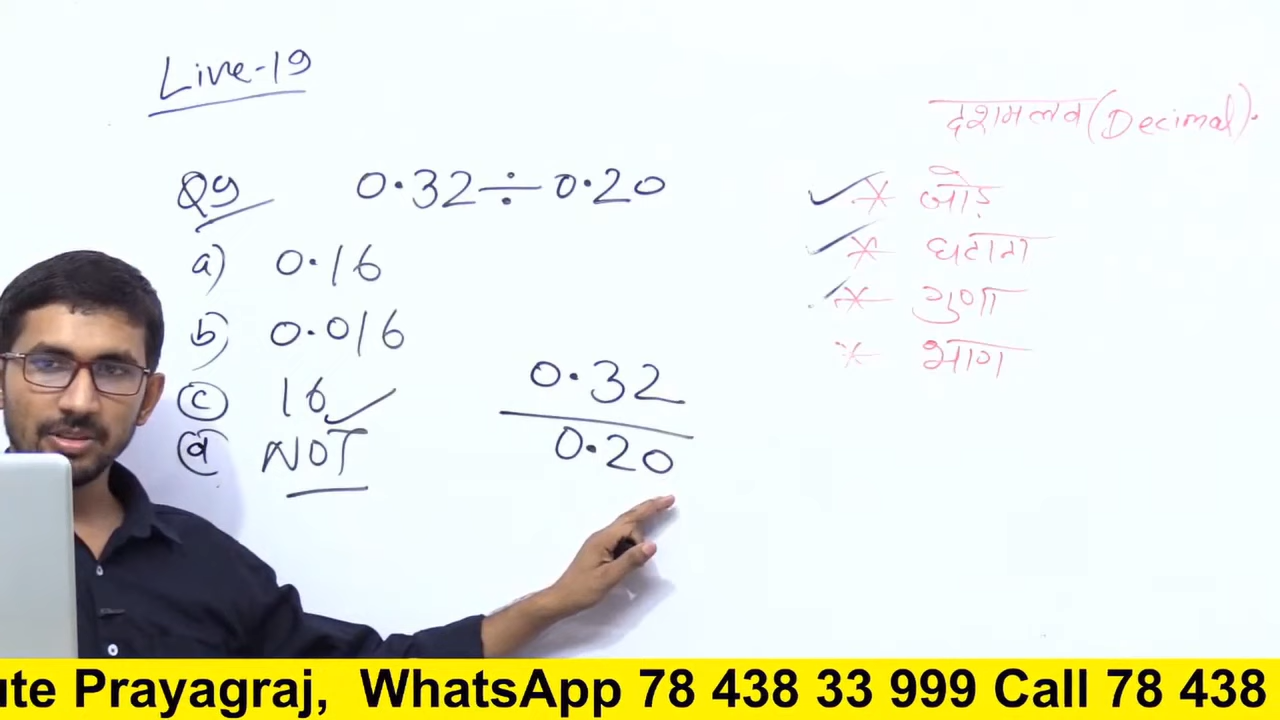 Live-19
दशमलव (Decimal).
Q9 0.32 ÷ 0.20
a) 0.16
b) 0.016
c) 16 ✓
d) NOT
0.32
0.20
✓ * जोड़
✓ * घटाना
✓ * गुणा
* भाग
ute Prayagraj, WhatsApp 78 438 33 999 Call 78 438